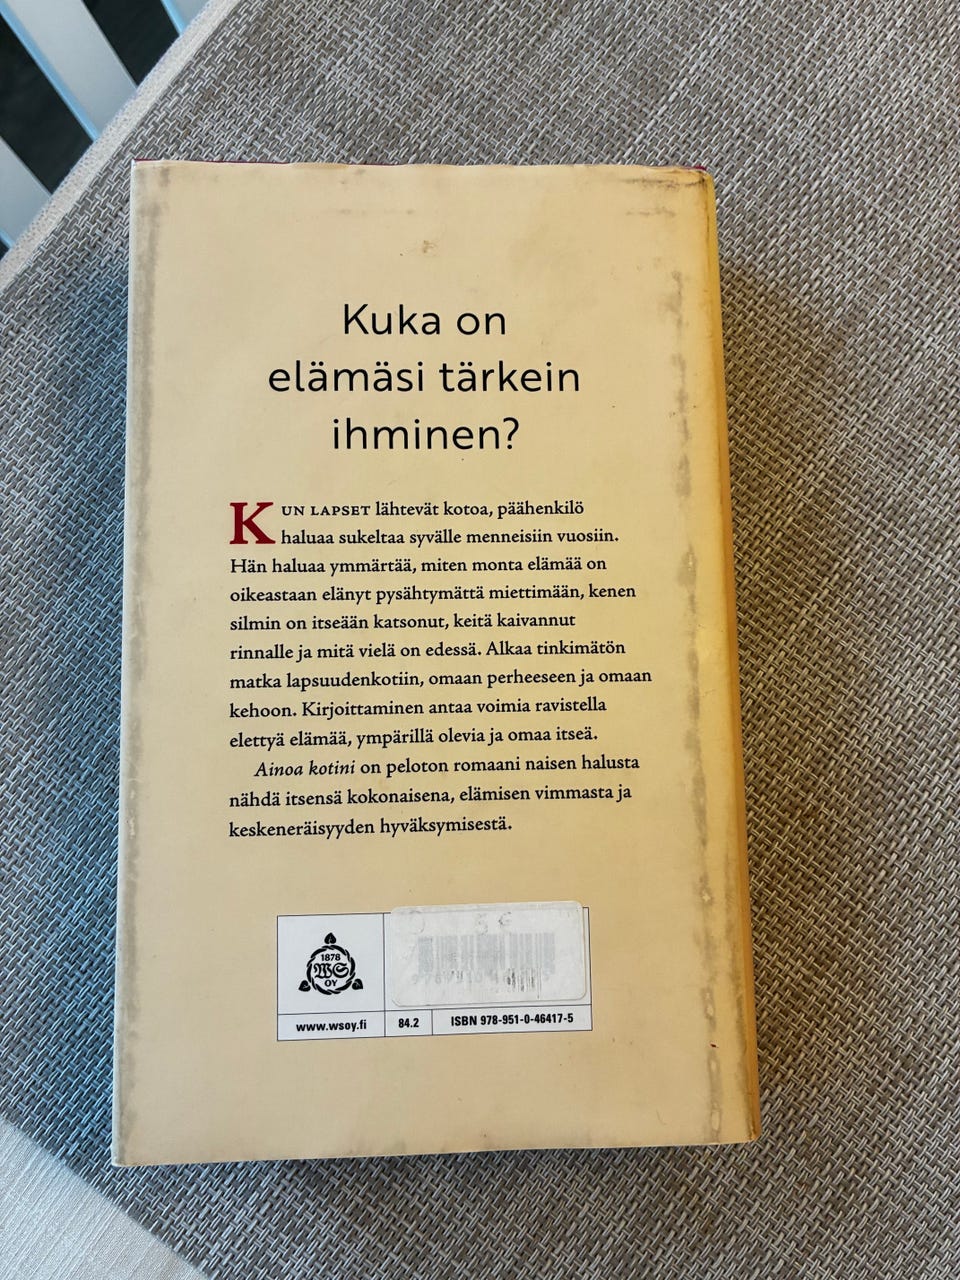 Kuka on
elämäsi tärkein
ihminen?
KUN LAPSET lähtevät kotoa, päähenkilö
haluaa sukeltaa syvälle menneisiin vuosiin.
Hän haluaa ymmärtää, miten monta elämää on
oikeastaan elänyt pysähtymättä miettimään, kenen
silmin on itseään katsonut, keitä kaivannut
rinnalle ja mitä vielä on edessä. Alkaa tinkimätön
matka lapsuudenkotiin, omaan perheeseen ja omaan
kehoon. Kirjoittaminen antaa voimia ravistella
elettyä elämää, ympärillä olevia ja omaa itseä.
Ainoa kotini on peloton romaani naisen halusta
nähdä itsensä kokonaisena, elämisen vimmasta ja
keskeneräisyyden hyväksymisestä.
5 €
1878
WS
OY
www.wsoy.fi 84.2 ISBN 978-951-0-46417-5